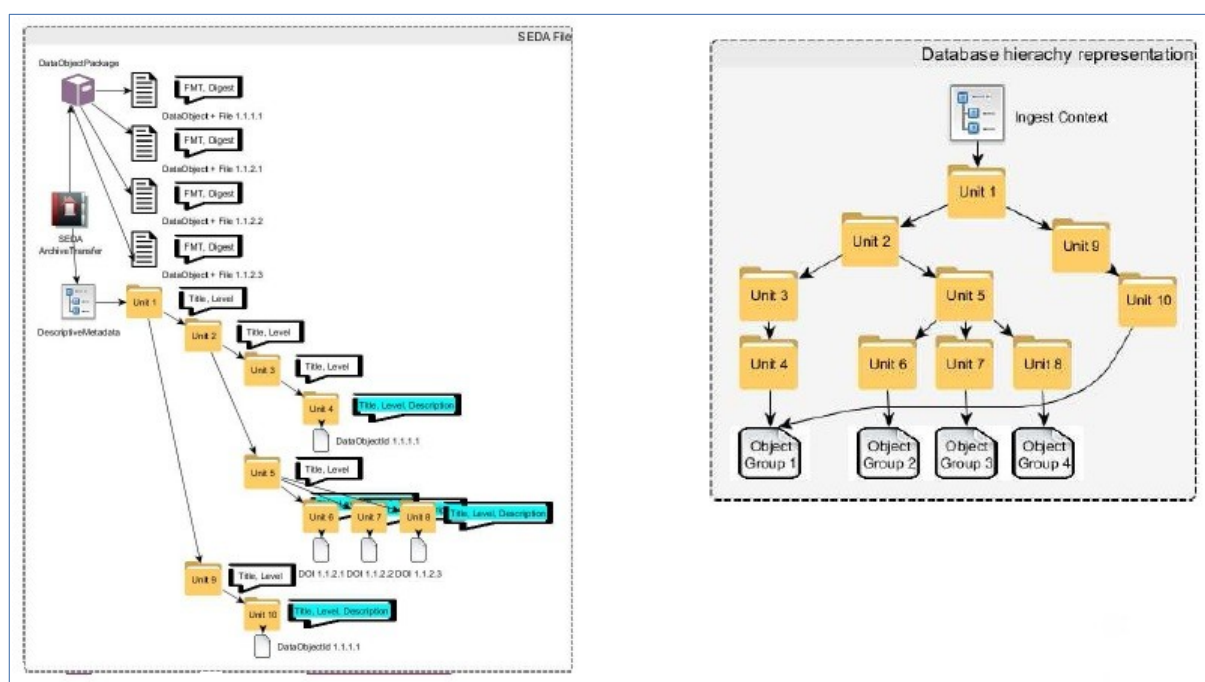 SEDA File
DataObjectPackage
FMT, Digest
DataObject + File 1.1.1.1
FMT, Digest
DataObject + File 1.1.2.1
FMT, Digest
DataObject + File 1.1.2.2
SEDA
ArchiveTransfer
FMT, Digest
DataObject + File 1.1.2.3
DescriptiveMetadata
Unit 1
Title, Level
Unit 2
Title, Level
Unit 3
Title, Level
Unit 4
Title, Level, Description
DataObjectId 1.1.1.1
Unit 5
Title, Level
Unit 6
Unit 7
Unit 8
Title, Level, Description
DOI 1.1.2.1
DOI 1.1.2.2
DOI 1.1.2.3
Unit 9
Title, Level
Unit 10
Title, Level, Description
DataObjectId 1.1.1.1
Database hierachy representation
Ingest Context
Unit 1
Unit 2
Unit 9
Unit 3
Unit 5
Unit 10
Unit 4
Unit 6
Unit 7
Unit 8
Object
Group 1
Object
Group 2
Object
Group 3
Object
Group 4